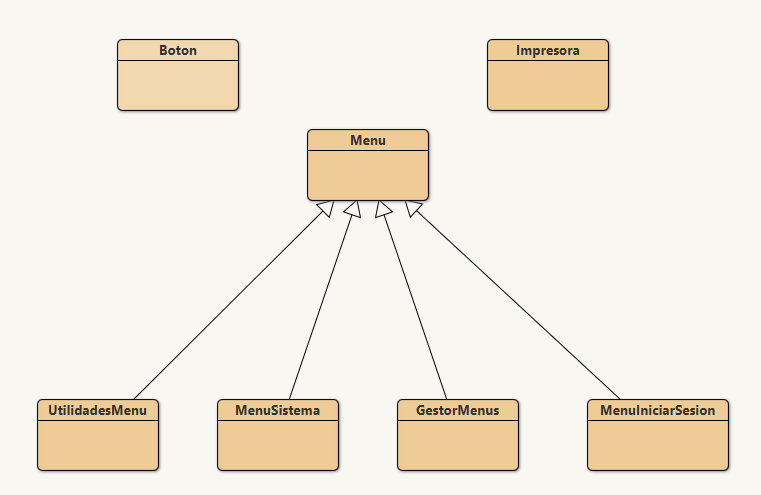 Boton
Impresora
Menu
UtilidadesMenu
MenuSistema
GestorMenus
MenuIniciarSesion